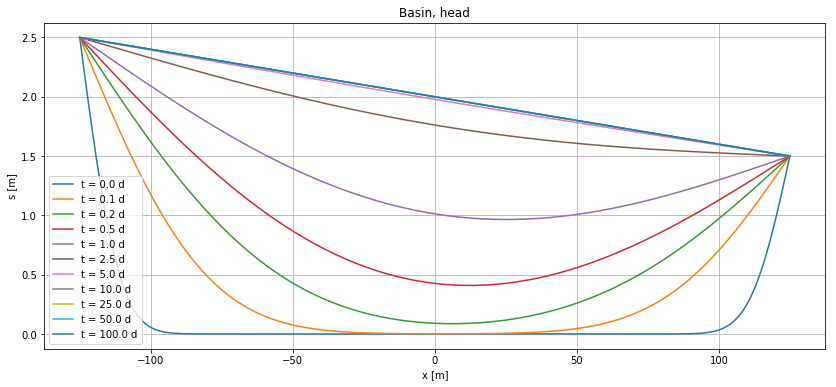 Basin, head
2.5
2.0
1.5
1.0
0.5
0.0
s [m]
t = 0.0 d
t = 0.1 d
t = 0.2 d
t = 0.5 d
t = 1.0 d
t = 2.5 d
t = 5.0 d
t = 10.0 d
t = 25.0 d
t = 50.0 d
t = 100.0 d
−100
−50
0
50
100
x [m]